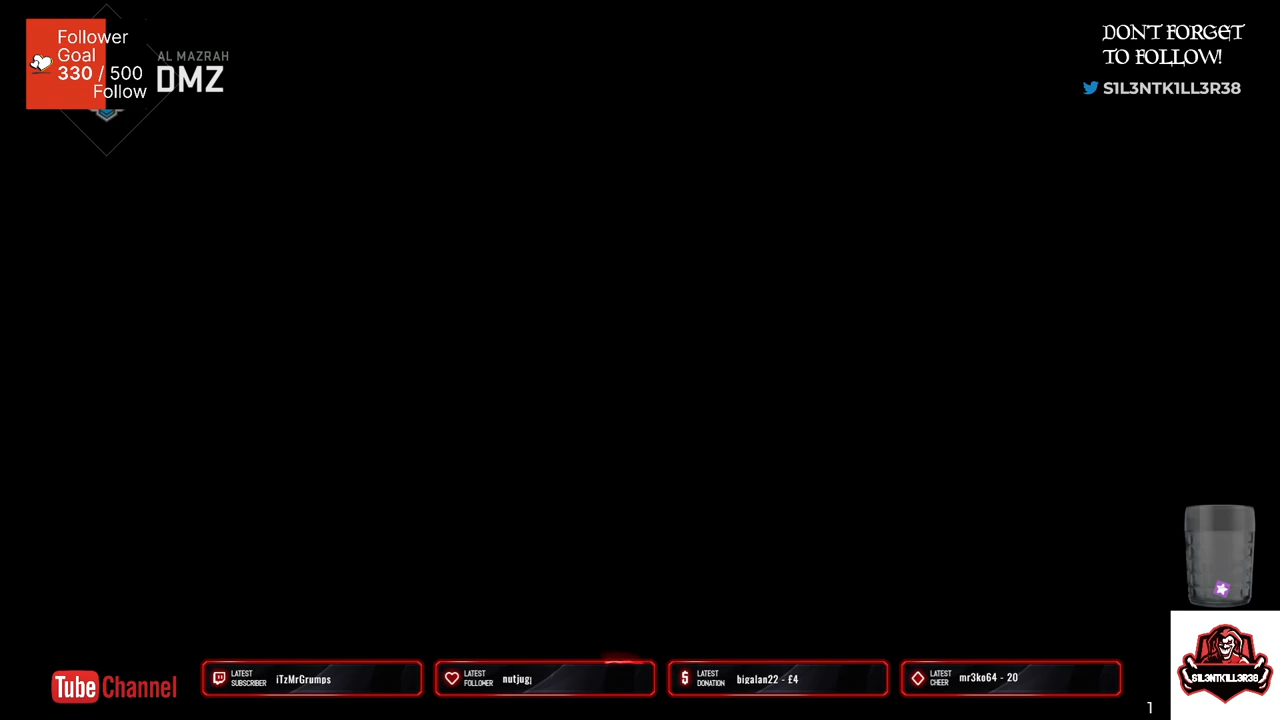 Follower
Goal
330 / 500
Follow
AL MAZRAH
DMZ
DON'T FORGET
TO FOLLOW!
S1L3NTK1LL3R38
Tube Channel
LATEST
SUBSCRIBER
iTzMrGrumps
LATEST
FOLLOWER
nutjug
LATEST
DONATION
bigalan22 - £4
LATEST
CHEER
mr3ko64 - 20
1
S1L3NTK1LL3R38